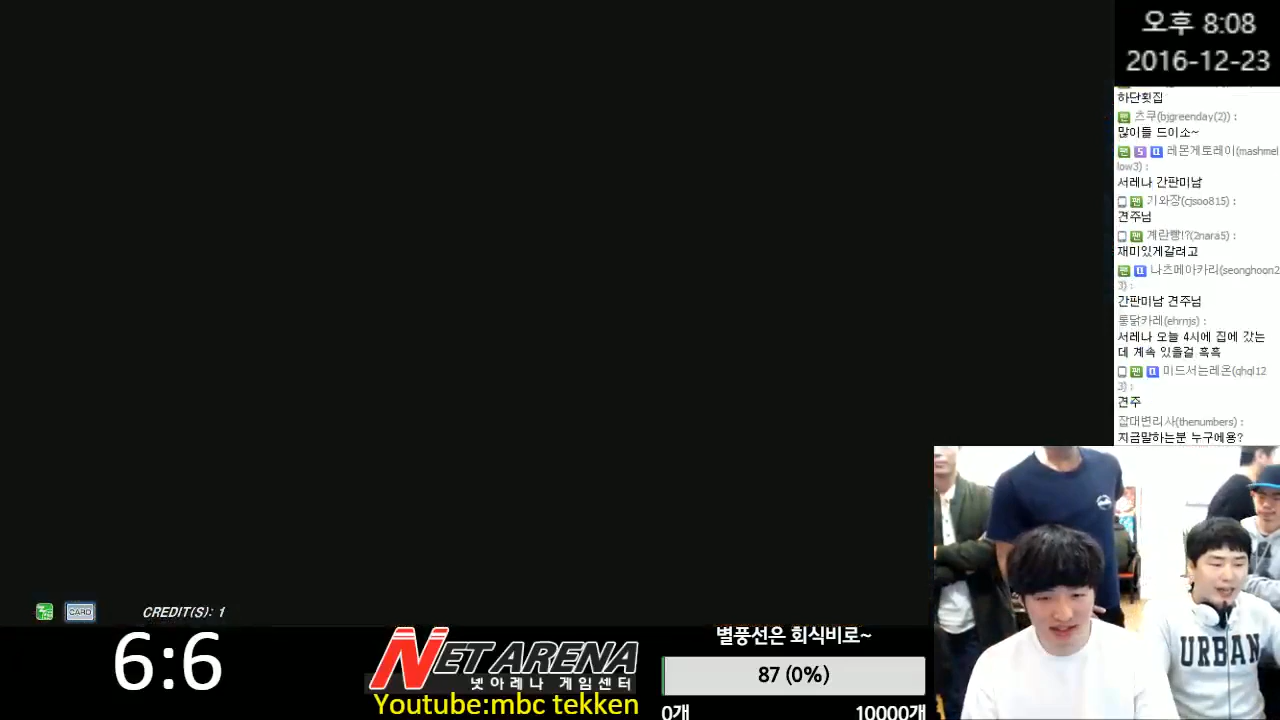 오후 8:08
2016-12-23
하단횟집
츠쿠(bjgreenday(2)) :
많이들 드이소~
레몬게토레이(mashmel
low3) :
서레나 간판미남
기와장(cjsoo815) :
견주님
계란빵!?(2nara5) :
재미있게갈려고
나츠메아카리(seonghoon2
3) :
간판미남 견주님
통닭카레(ehrnjs) :
서레나 오늘 4시에 집에 갔는
데 계속 있을걸 흑흑
미드서는레온(qhql12
3) :
견주
잡대변리사(thenumbers) :
지금말하는분 누구에용?
CARD
CREDIT(S): 1
6:6
NET ARENA
넷아레나 게임센터
Youtube:mbc tekken
별풍선은 회식비로~
87 (0%)
0개 10000개
URBAN